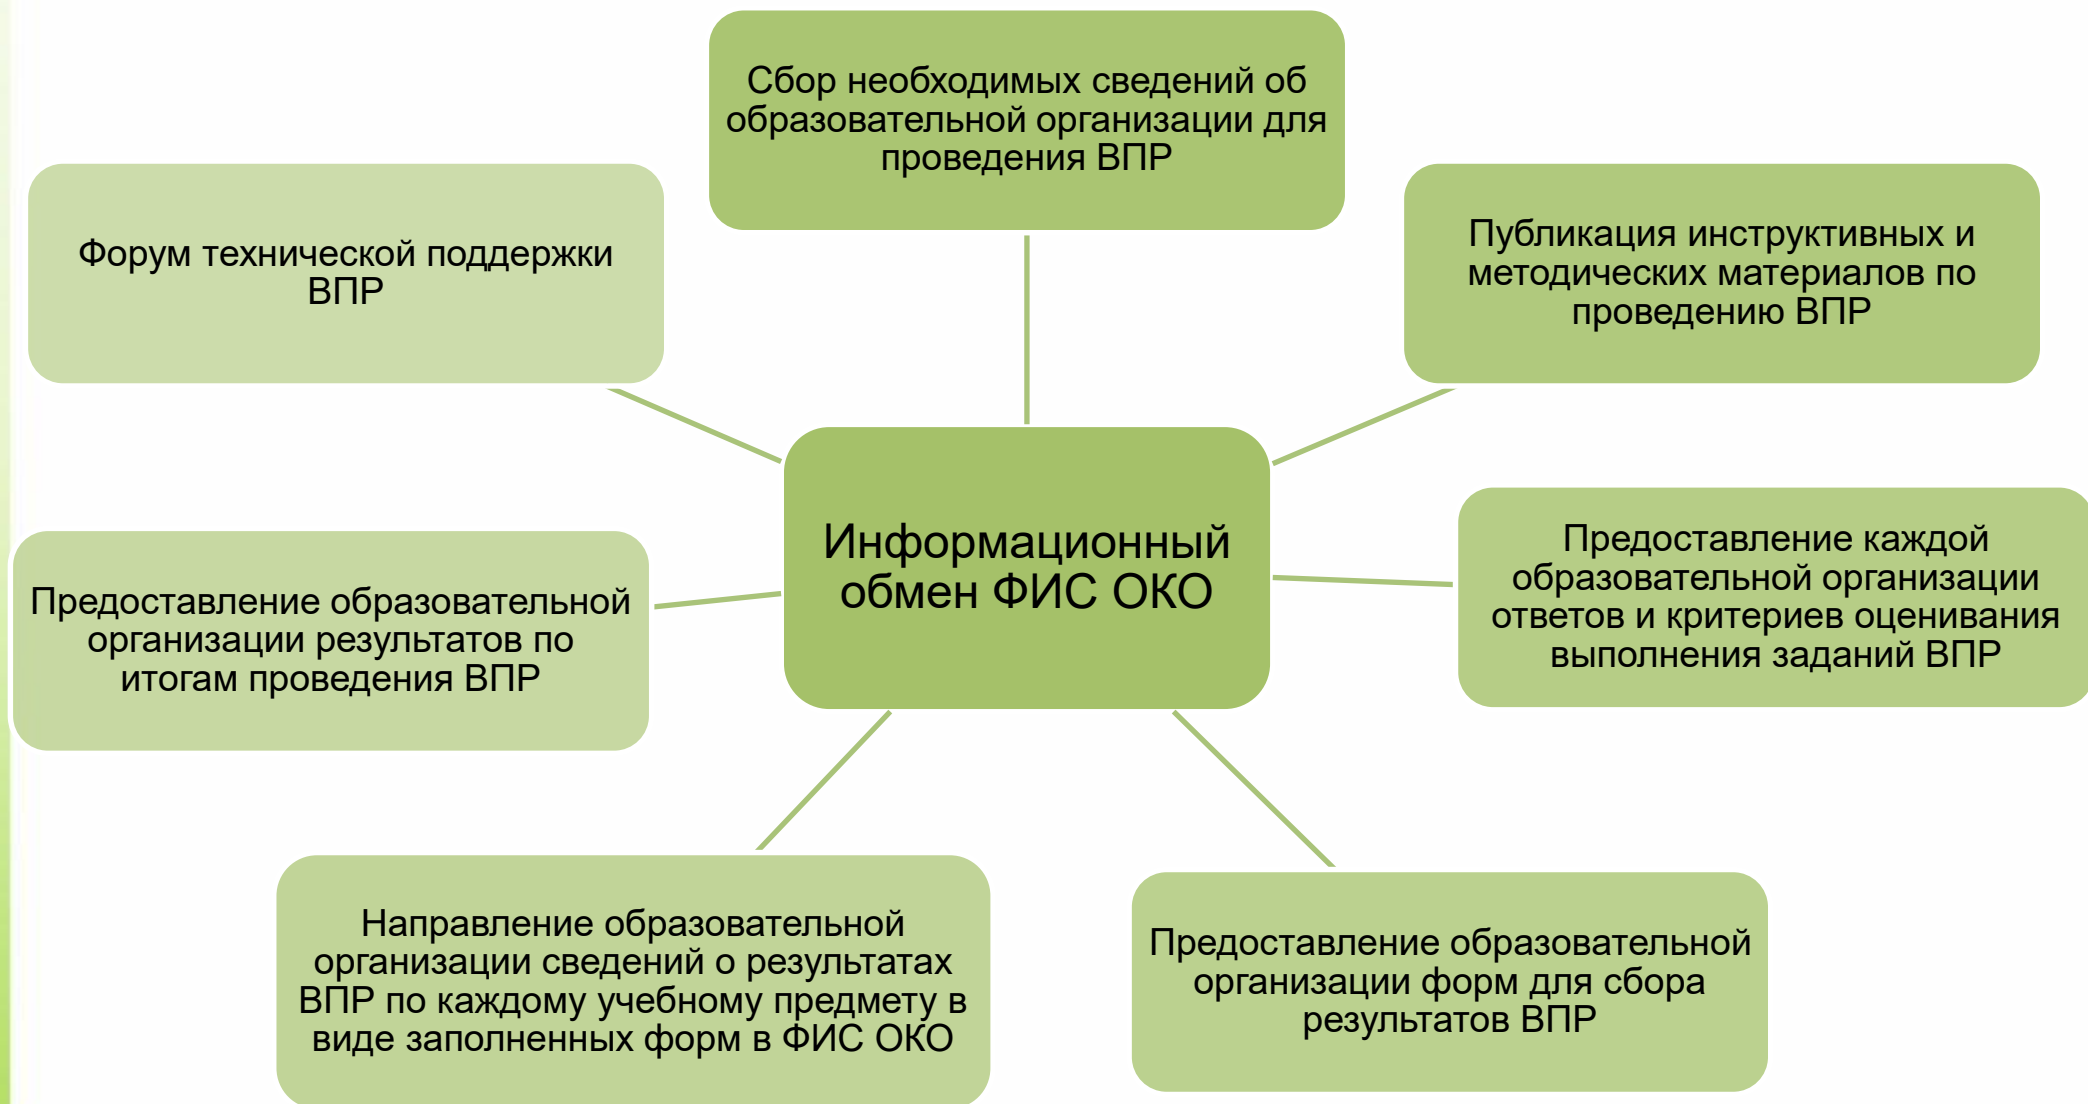 Сбор необходимых сведений об
образовательной организации для
проведения ВПР
Публикация инструктивных и
методических материалов по
проведению ВПР
Предоставление каждой
образовательной организации
ответов и критериев оценивания
выполнения заданий ВПР
Предоставление образовательной
организации форм для сбора
результатов ВПР
Направление образовательной
организации сведений о результатах
ВПР по каждому учебному предмету в
виде заполненных форм в ФИС ОКО
Предоставление образовательной
организации результатов по
итогам проведения ВПР
Форум технической поддержки
ВПР
Информационный
обмен ФИС ОКО